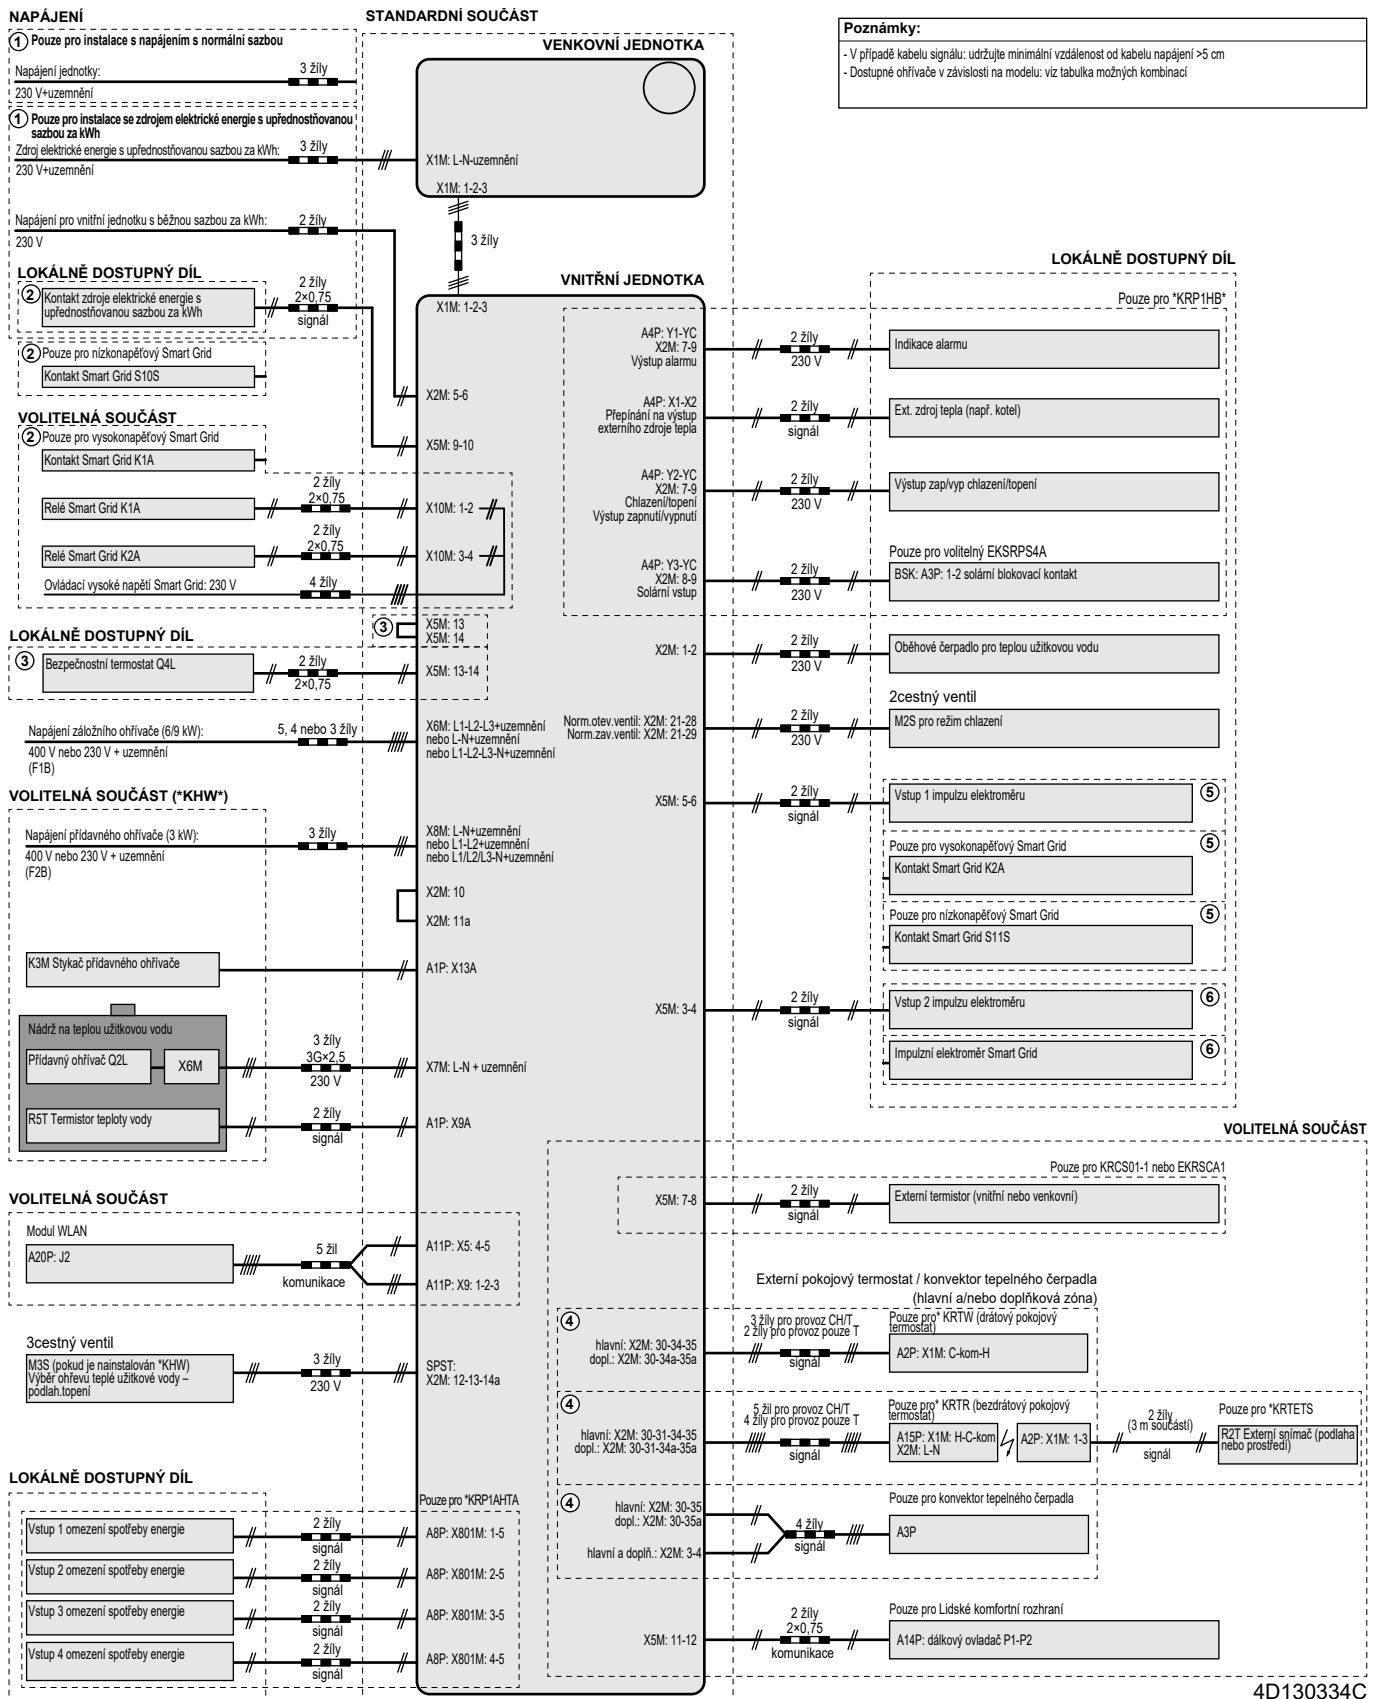 NAPÁJENÍ
① Pouze pro instalace s napájením s normální sazbou
Napájení jednotky:
3 žíly
230 V+uzemnění
① Pouze pro instalace se zdrojem elektrické energie s upřednostňovanou
sazbou za kWh
Zdroj elektrické energie s upřednostňovanou sazbou za kWh:
3 žíly
230 V+uzemnění
Napájení pro vnitřní jednotku s běžnou sazbou za kWh:
2 žíly
230 V
LOKÁLNĚ DOSTUPNÝ DÍL
②
Kontakt zdroje elektrické energie s
upřednostňovanou sazbou za kWh
2 žíly
2×0,75
signál
② Pouze pro nízkonapěťový Smart Grid
Kontakt Smart Grid S10S
VOLITELNÁ SOUČÁST
② Pouze pro vysokonapěťový Smart Grid
Kontakt Smart Grid K1A
Relé Smart Grid K1A
2 žíly
2×0,75
Relé Smart Grid K2A
2 žíly
2×0,75
Ovládací vysoké napětí Smart Grid: 230 V
4 žíly
LOKÁLNĚ DOSTUPNÝ DÍL
③
Bezpečnostní termostat Q4L
2 žíly
2×0,75
Napájení záložního ohřívače (6/9 kW):
5, 4 nebo 3 žíly
400 V nebo 230 V + uzemnění
(F1B)
VOLITELNÁ SOUČÁST (*KHW*)
Napájení přídavného ohřívače (3 kW):
3 žíly
400 V nebo 230 V + uzemnění
(F2B)
K3M Stykač přídavného ohřívače
Nádrž na teplou užitkovou vodu
Přídavný ohřívač Q2L
X6M
3 žíly
3G×2,5
230 V
R5T Termistor teploty vody
2 žíly
signál
VOLITELNÁ SOUČÁST
Modul WLAN
A20P: J2
5 žil
komunikace
3cestný ventil
M3S (pokud je nainstalován *KHW)
Výběr ohřevu teplé užitkové vody –
podlah.topení
3 žíly
230 V
LOKÁLNĚ DOSTUPNÝ DÍL
Vstup 1 omezení spotřeby energie
2 žíly
signál
Vstup 2 omezení spotřeby energie
2 žíly
signál
Vstup 3 omezení spotřeby energie
2 žíly
signál
Vstup 4 omezení spotřeby energie
2 žíly
signál
STANDARDNÍ SOUČÁST
VENKOVNÍ JEDNOTKA
X1M: L-N-uzemnění
X1M: 1-2-3
3 žíly
VNITŘNÍ JEDNOTKA
X1M: 1-2-3
X2M: 5-6
X5M: 9-10
X10M: 1-2
X10M: 3-4
③
X5M: 13
X5M: 14
X5M: 13-14
X6M: L1-L2-L3+uzemnění
nebo L-N+uzemnění
nebo L1-L2-L3-N+uzemnění
X8M: L-N+uzemnění
nebo L1-L2+uzemnění
nebo L1/L2/L3-N+uzemnění
X2M: 10
X2M: 11a
A1P: X13A
X7M: L-N + uzemnění
A1P: X9A
A11P: X5: 4-5
A11P: X9: 1-2-3
SPST:
X2M: 12-13-14a
Pouze pro *KRP1AHTA
A8P: X801M: 1-5
A8P: X801M: 2-5
A8P: X801M: 3-5
A8P: X801M: 4-5
Poznámky:
- V případě kabelu signálu: udržujte minimální vzdálenost od kabelu napájení >5 cm
- Dostupné ohřívače v závislosti na modelu: viz tabulka možných kombinací
LOKÁLNĚ DOSTUPNÝ DÍL
Pouze pro *KRP1HB*
A4P: Y1-YC
X2M: 7-9
Výstup alarmu
2 žíly
230 V
Indikace alarmu
A4P: X1-X2
Přepínání na výstup
externího zdroje tepla
2 žíly
signál
Ext. zdroj tepla (např. kotel)
A4P: Y2-YC
X2M: 7-9
Chlazení/topení
Výstup zapnutí/vypnutí
2 žíly
230 V
Výstup zap/vyp chlazení/topení
Pouze pro volitelný EKSRPS4A
A4P: Y3-YC
X2M: 8-9
Solární vstup
2 žíly
230 V
BSK: A3P: 1-2 solární blokovací kontakt
X2M: 1-2
2 žíly
230 V
Oběhové čerpadlo pro teplou užitkovou vodu
2cestný ventil
Norm.otev.ventil: X2M: 21-28
Norm.zav.ventil: X2M: 21-29
2 žíly
230 V
M2S pro režim chlazení
X5M: 5-6
2 žíly
signál
Vstup 1 impulzu elektroměru
⑤
Pouze pro vysokonapěťový Smart Grid
⑤
Kontakt Smart Grid K2A
Pouze pro nízkonapěťový Smart Grid
⑤
Kontakt Smart Grid S11S
X5M: 3-4
2 žíly
signál
Vstup 2 impulzu elektroměru
⑥
Impulzní elektroměr Smart Grid
⑥
VOLITELNÁ SOUČÁST
Pouze pro KRCS01-1 nebo EKRSCA1
X5M: 7-8
2 žíly
signál
Externí termistor (vnitřní nebo venkovní)
Externí pokojový termostat / konvektor tepelného čerpadla
(hlavní a/nebo doplňková zóna)
④
hlavní: X2M: 30-34-35
dopl.: X2M: 30-34a-35a
3 žíly pro provoz CH/T
2 žíly pro provoz pouze T
signál
Pouze pro* KRTW (drátový pokojový
termostat)
A2P: X1M: C-kom-H
④
hlavní: X2M: 30-31-34-35
dopl.: X2M: 30-31-34a-35a
5 žil pro provoz CH/T
4 žíly pro provoz pouze T
signál
Pouze pro* KRTR (bezdrátový pokojový
termostat)
A15P: X1M: H-C-kom
X2M: L-N
A2P: X1M: 1-3
2 žíly
(3 m součástí)
signál
Pouze pro *KRTETS
R2T Externí snímač (podlaha
nebo prostředí)
④
hlavní: X2M: 30-35
dopl.: X2M: 30-35a
hlavní a doplň.: X2M: 3-4
4 žíly
signál
Pouze pro konvektor tepelného čerpadla
A3P
X5M: 11-12
2 žíly
2×0,75
komunikace
Pouze pro Lidské komfortní rozhraní
A14P: dálkový ovladač P1-P2
4D130334C